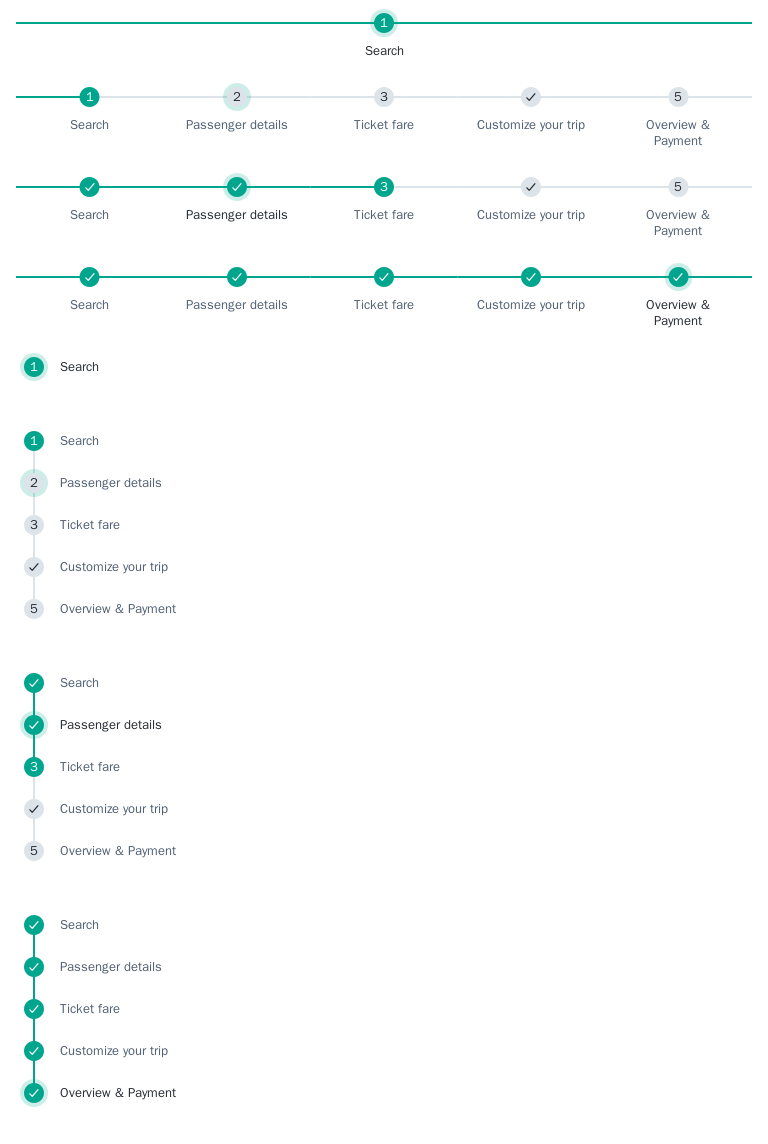 1
Search
1 2 3 5
Search Passenger details Ticket fare Customize your trip Overview &
Payment
3 5
Search Passenger details Ticket fare Customize your trip Overview &
Payment
Search Passenger details Ticket fare Customize your trip Overview &
Payment
1 Search
1 Search
2 Passenger details
3 Ticket fare
Customize your trip
5 Overview & Payment
Search
Passenger details
3 Ticket fare
Customize your trip
5 Overview & Payment
Search
Passenger details
Ticket fare
Customize your trip
Overview & Payment